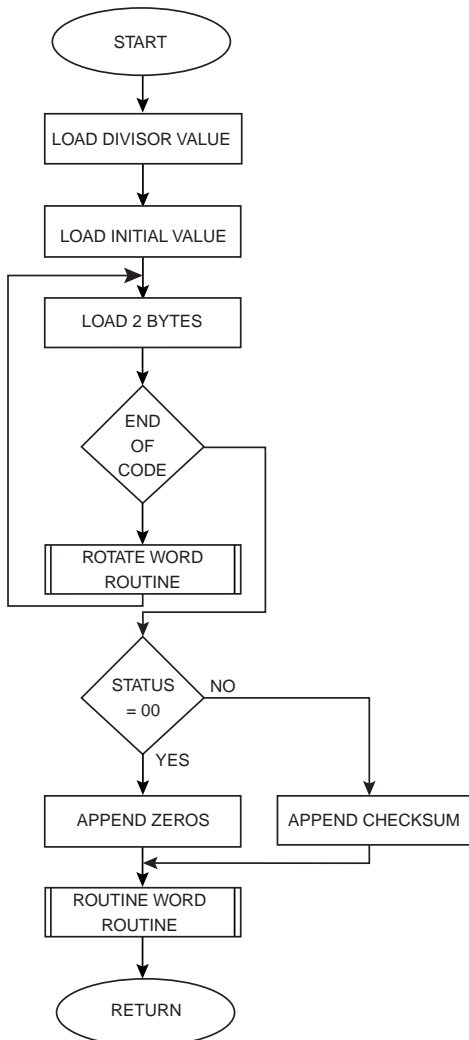 START
LOAD DIVISOR VALUE
LOAD INITIAL VALUE
LOAD 2 BYTES
END
OF
CODE
ROTATE WORD
ROUTINE
STATUS
= 00
NO
YES
APPEND ZEROS
APPEND CHECKSUM
ROUTINE WORD
ROUTINE
RETURN